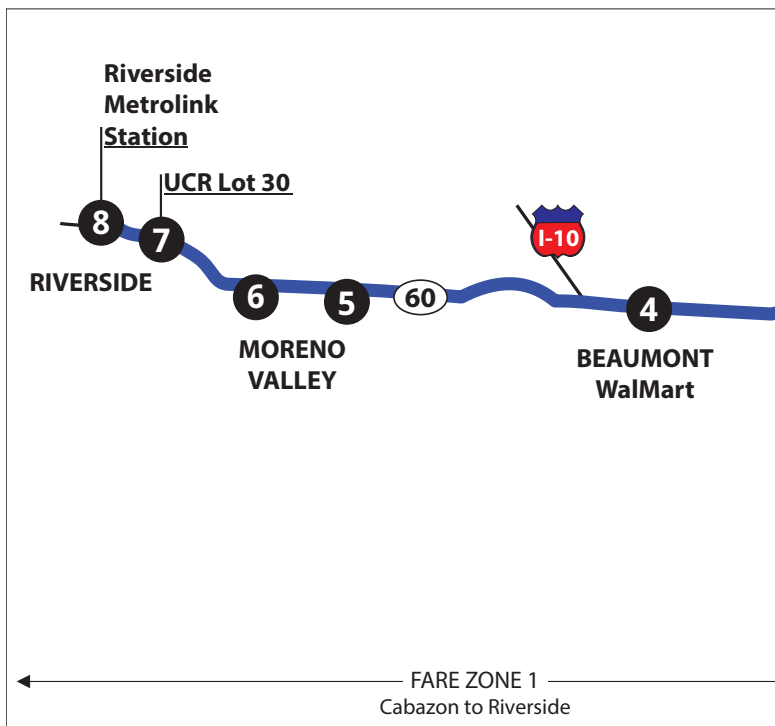 Riverside
Metrolink
Station
UCR Lot 30
8
7
I-10
RIVERSIDE
6
5
60
4
MORENO
VALLEY
BEAUMONT
WalMart
FARE ZONE 1
Cabazon to Riverside